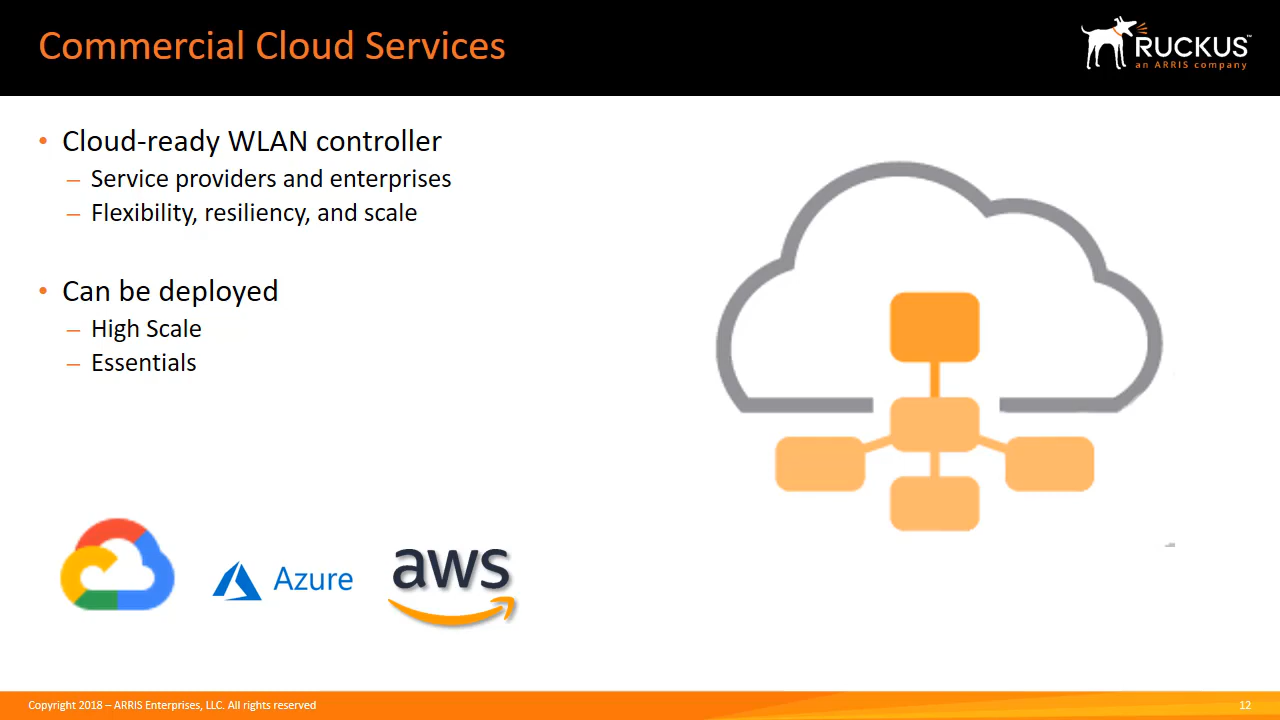 Commercial Cloud Services
RUCKUS™
an ARRIS company
• Cloud-ready WLAN controller
– Service providers and enterprises
– Flexibility, resiliency, and scale
• Can be deployed
– High Scale
– Essentials
Azure
aws
Copyright 2018 – ARRIS Enterprises, LLC. All rights reserved
12